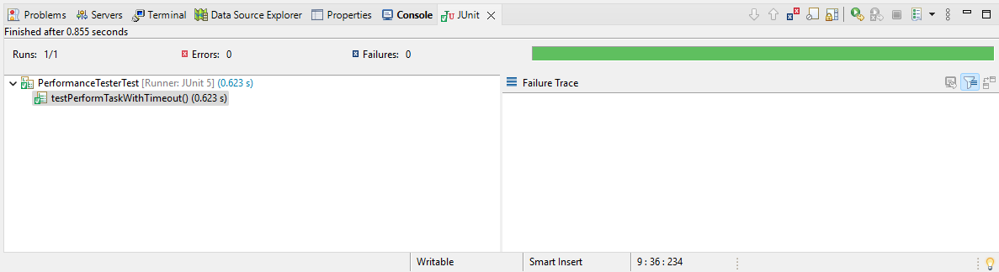 Problems Servers Terminal Data Source Explorer Properties Console JUnit
Finished after 0.855 seconds
Runs: 1/1 Errors: 0 Failures: 0
PerformanceTesterTest [Runner: JUnit 5] (0.623 s) Failure Trace
testPerformTaskWithTimeout() (0.623 s)
Writable Smart Insert 9 : 36 : 234